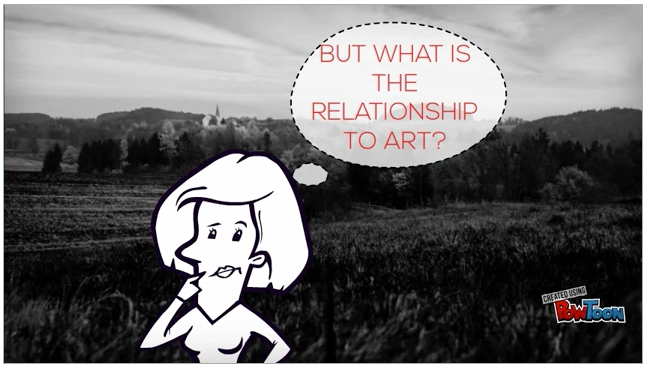 BUT WHAT IS
THE
RELATIONSHIP
TO ART?
CREATED USING
POWTOON